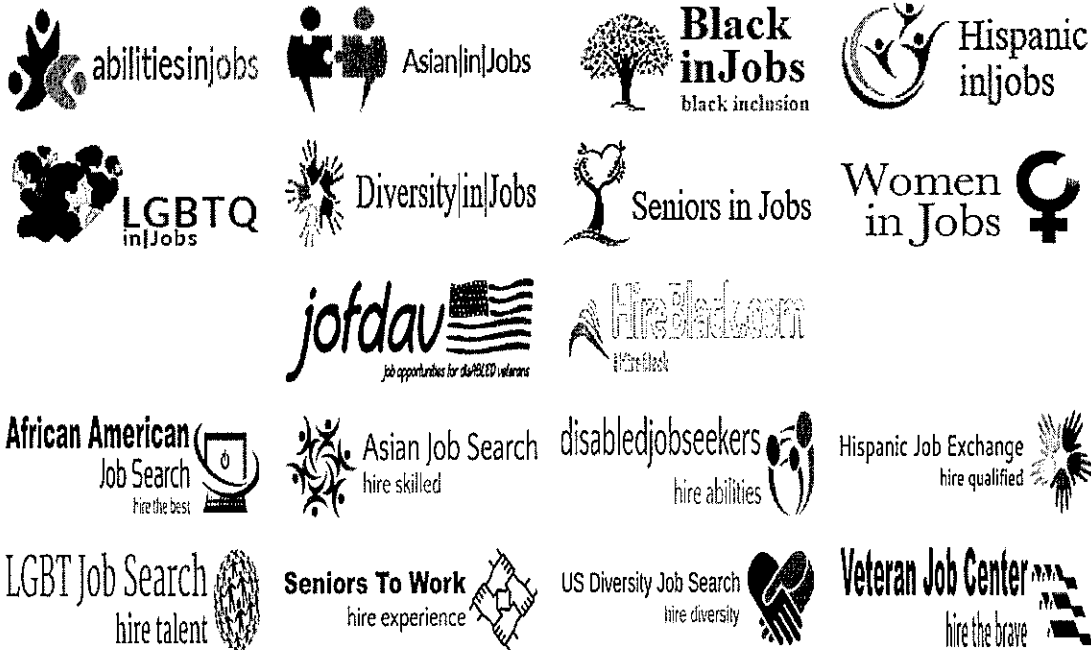 abilitiesinjobs
Asian|in|Jobs
Black
inJobs
black inclusion
Hispanic
in|jobs
LGBTQ
in|Jobs
Diversity|in|Jobs
Seniors in Jobs
Women
in Jobs
jofdav
job opportunities for disABLED veterans
HireBlack.com
African American
Job Search
hire the best
Asian Job Search
hire skilled
disabledjobseekers
hire abilities
Hispanic Job Exchange
hire qualified
LGBT Job Search
hire talent
Seniors To Work
hire experience
US Diversity Job Search
hire diversity
Veteran Job Center
hire the brave